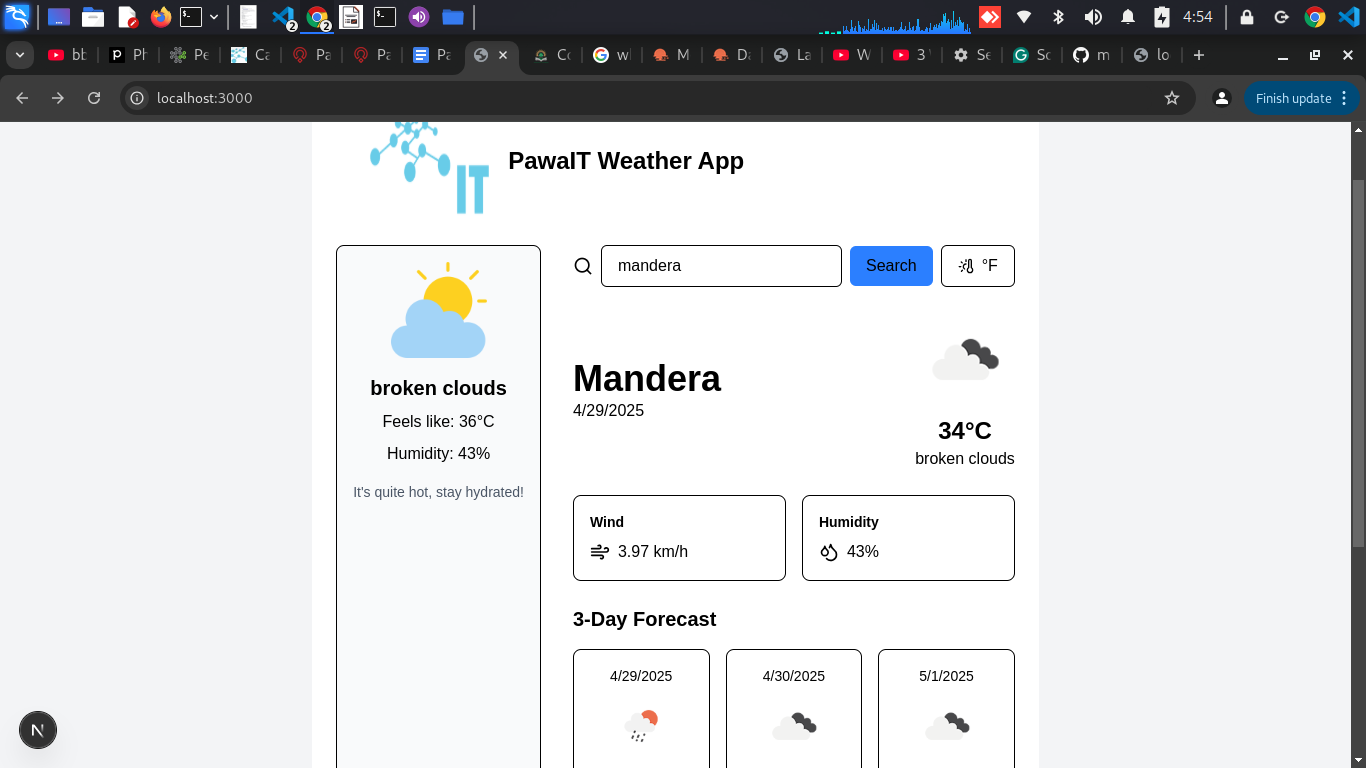 4:54
bb
Ph
Pe
Ca
Pa
Pa
Pa
Co
wl
M
Da
La
W
3
Se
Sc
m
lo
localhost:3000
Finish update
IT
PawaIT Weather App
mandera
Search
°F
broken clouds
Feels like: 36°C
Humidity: 43%
It's quite hot, stay hydrated!
Mandera
4/29/2025
34°C
broken clouds
Wind
3.97 km/h
Humidity
43%
3-Day Forecast
4/29/2025
4/30/2025
5/1/2025
N